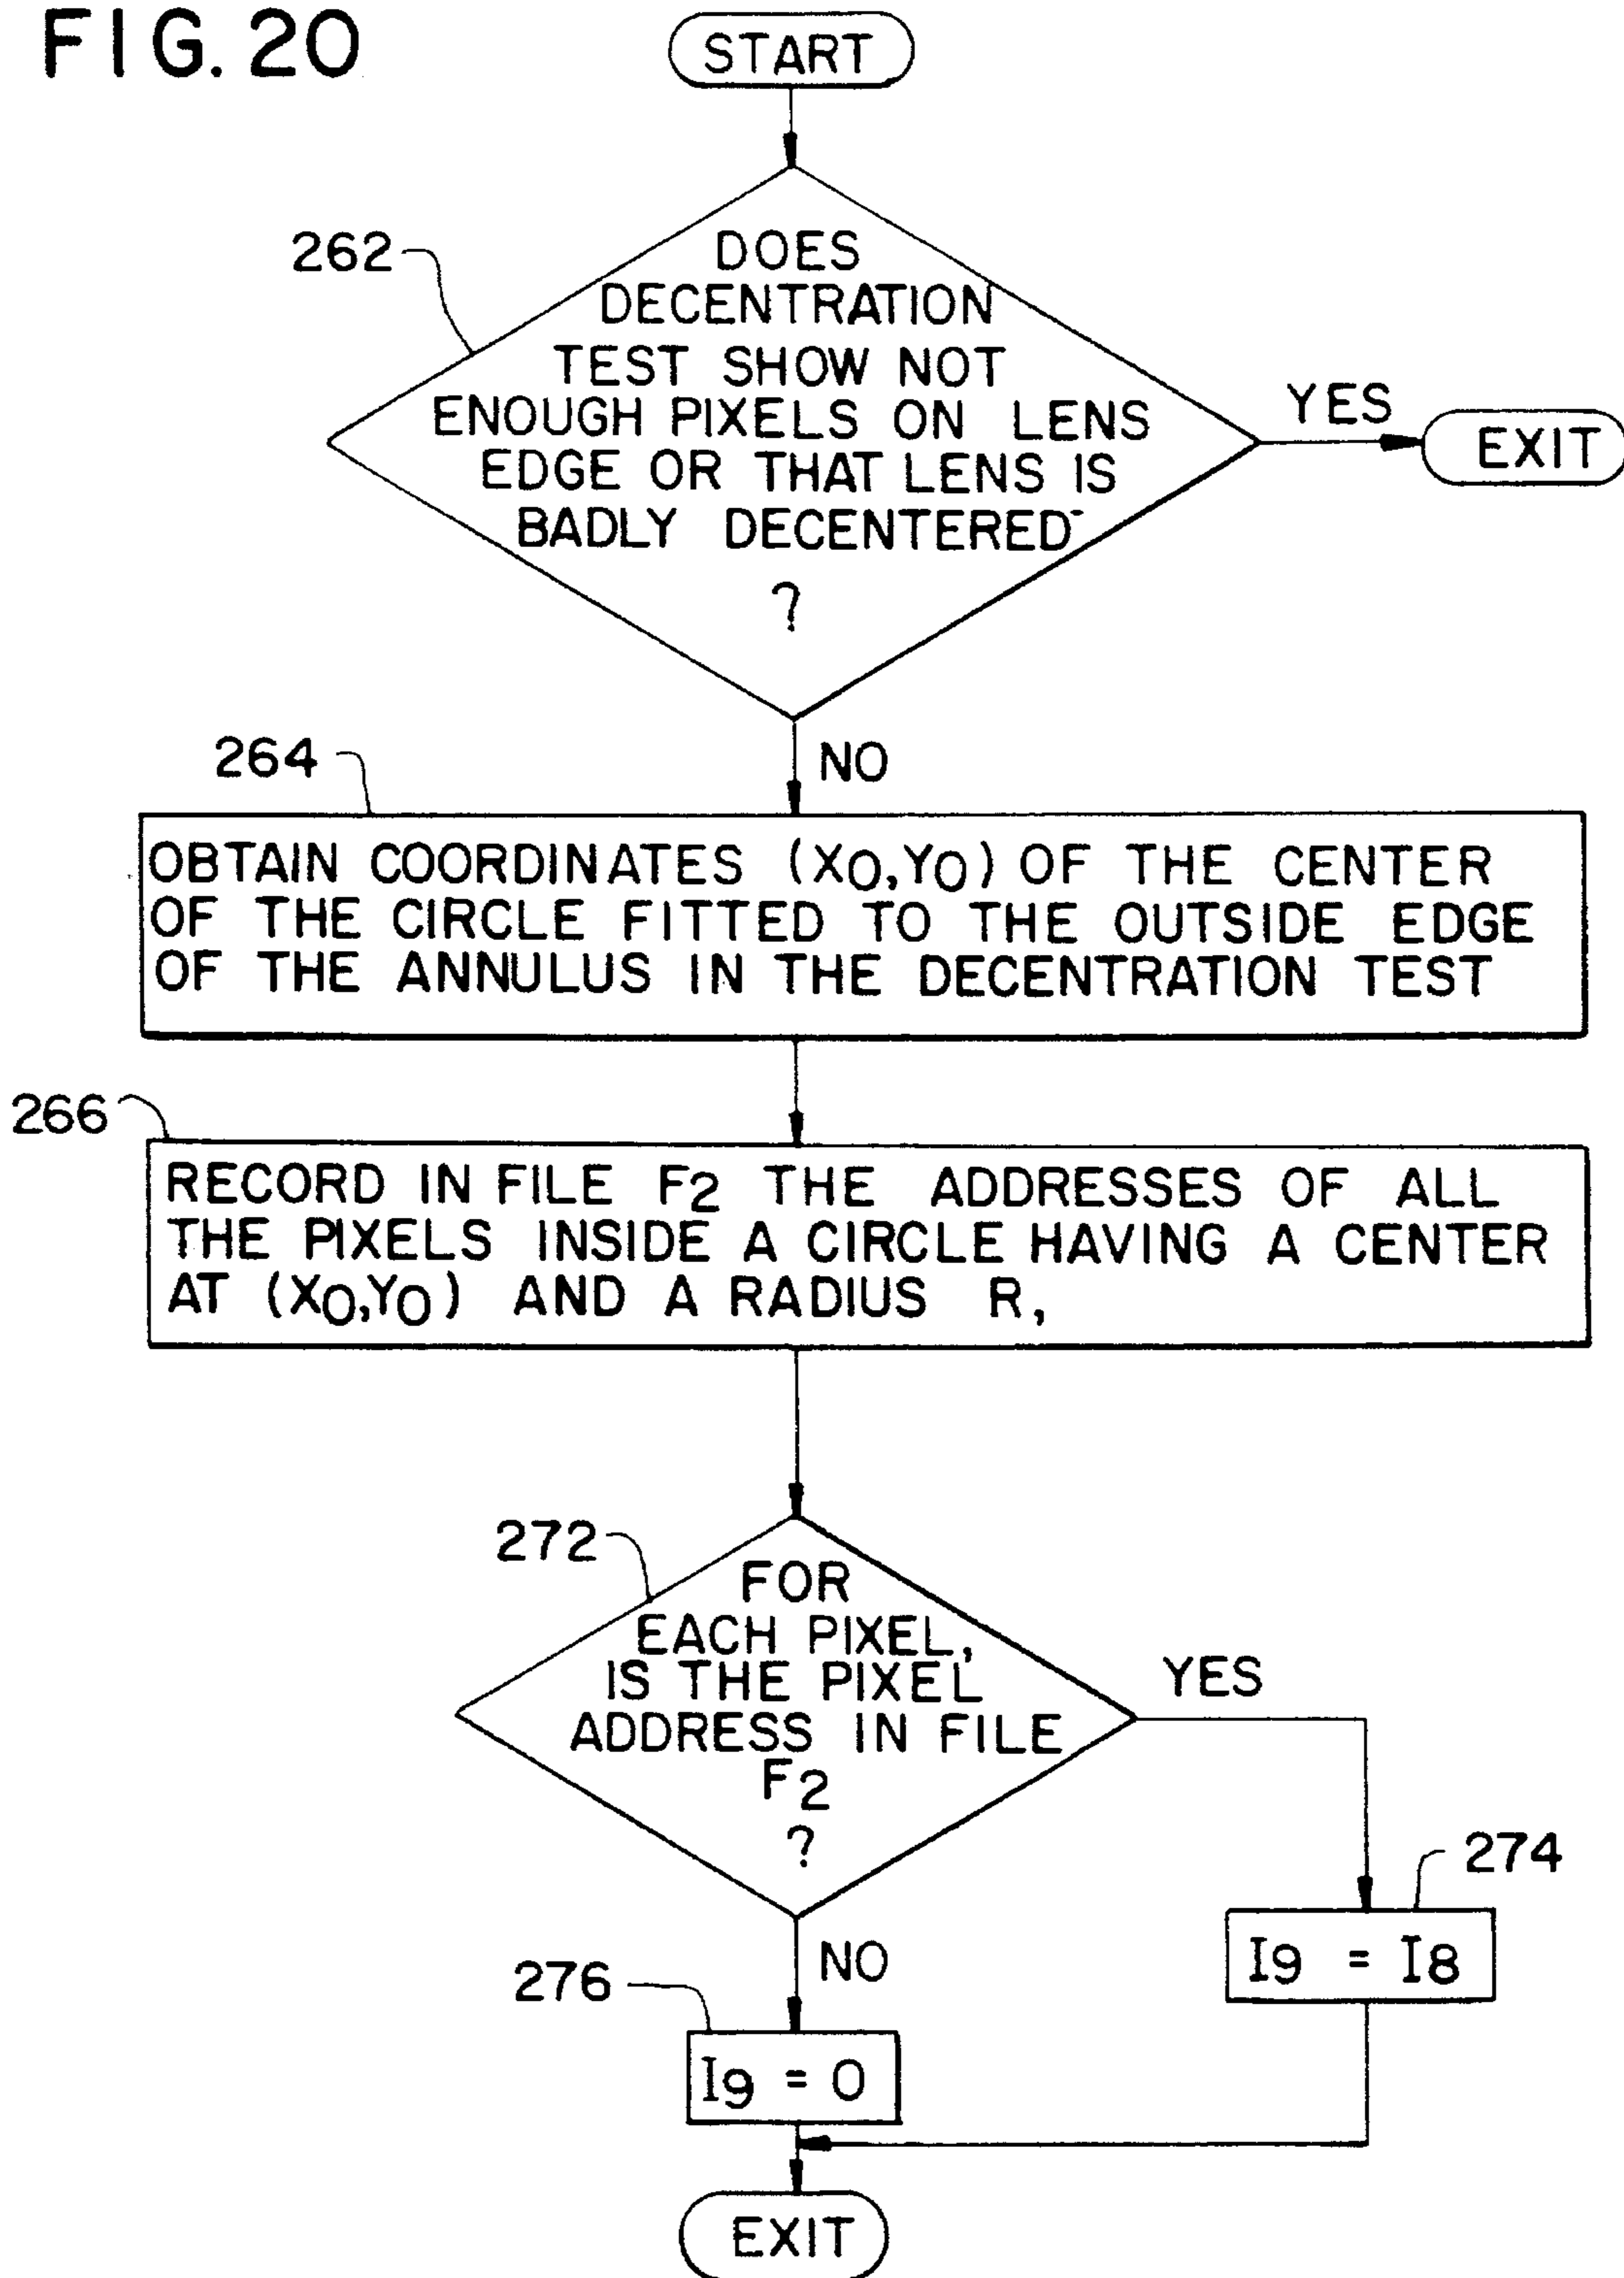 FIG. 20
START
262
DOES
DECENTRATION
TEST SHOW NOT
ENOUGH PIXELS ON LENS
EDGE OR THAT LENS IS
BADLY DECENTERED
?
YES
EXIT
NO
264
OBTAIN COORDINATES (X0,Y0) OF THE CENTER
OF THE CIRCLE FITTED TO THE OUTSIDE EDGE
OF THE ANNULUS IN THE DECENTRATION TEST
266
RECORD IN FILE F2 THE ADDRESSES OF ALL
THE PIXELS INSIDE A CIRCLE HAVING A CENTER
AT (X0,Y0) AND A RADIUS R,
272
FOR
EACH PIXEL,
IS THE PIXEL
ADDRESS IN FILE
F2
?
YES
274
I9 = I8
NO
276
I9 = 0
EXIT